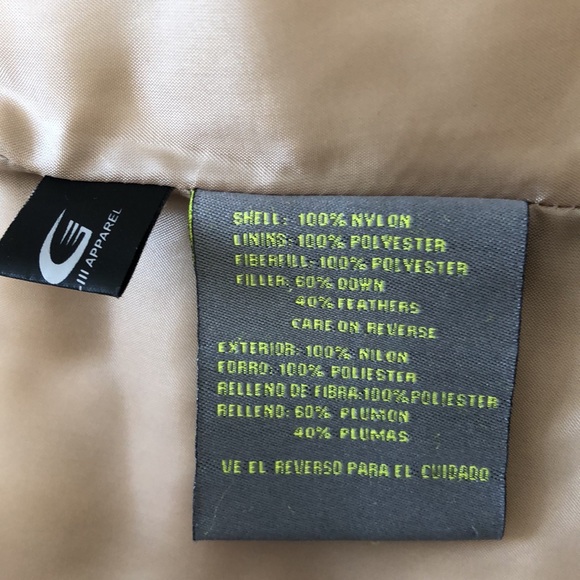 G
-III APPAREL
SHELL: 100% NYLON
LINING: 100% POLYESTER
FIBERFILL: 100% POLYESTER
FILLER: 60% DOWN
40% FEATHERS
CARE ON REVERSE
EXTERIOR: 100% NILON
FORRO: 100% POLIESTER
RELLENO DE FIBRA:100% POLIESTER
RELLENO: 60% PLUMON
40% PLUMAS
VE EL REVERSO PARA EL CUIDADO